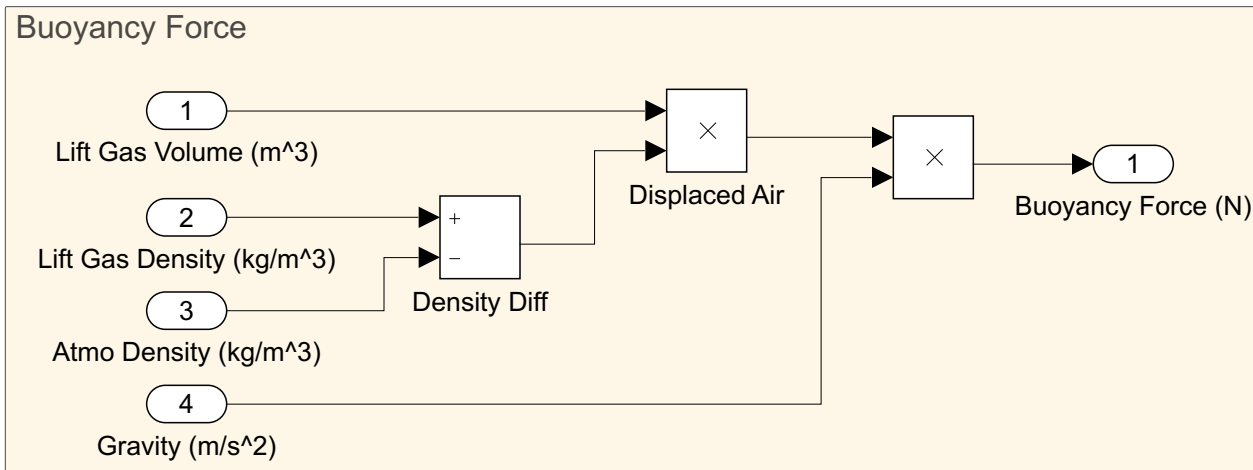 Buoyancy Force
1
Lift Gas Volume (m^3)
2
Lift Gas Density (kg/m^3)
3
Atmo Density (kg/m^3)
4
Gravity (m/s^2)
+
−
Density Diff
×
Displaced Air
×
1
Buoyancy Force (N)